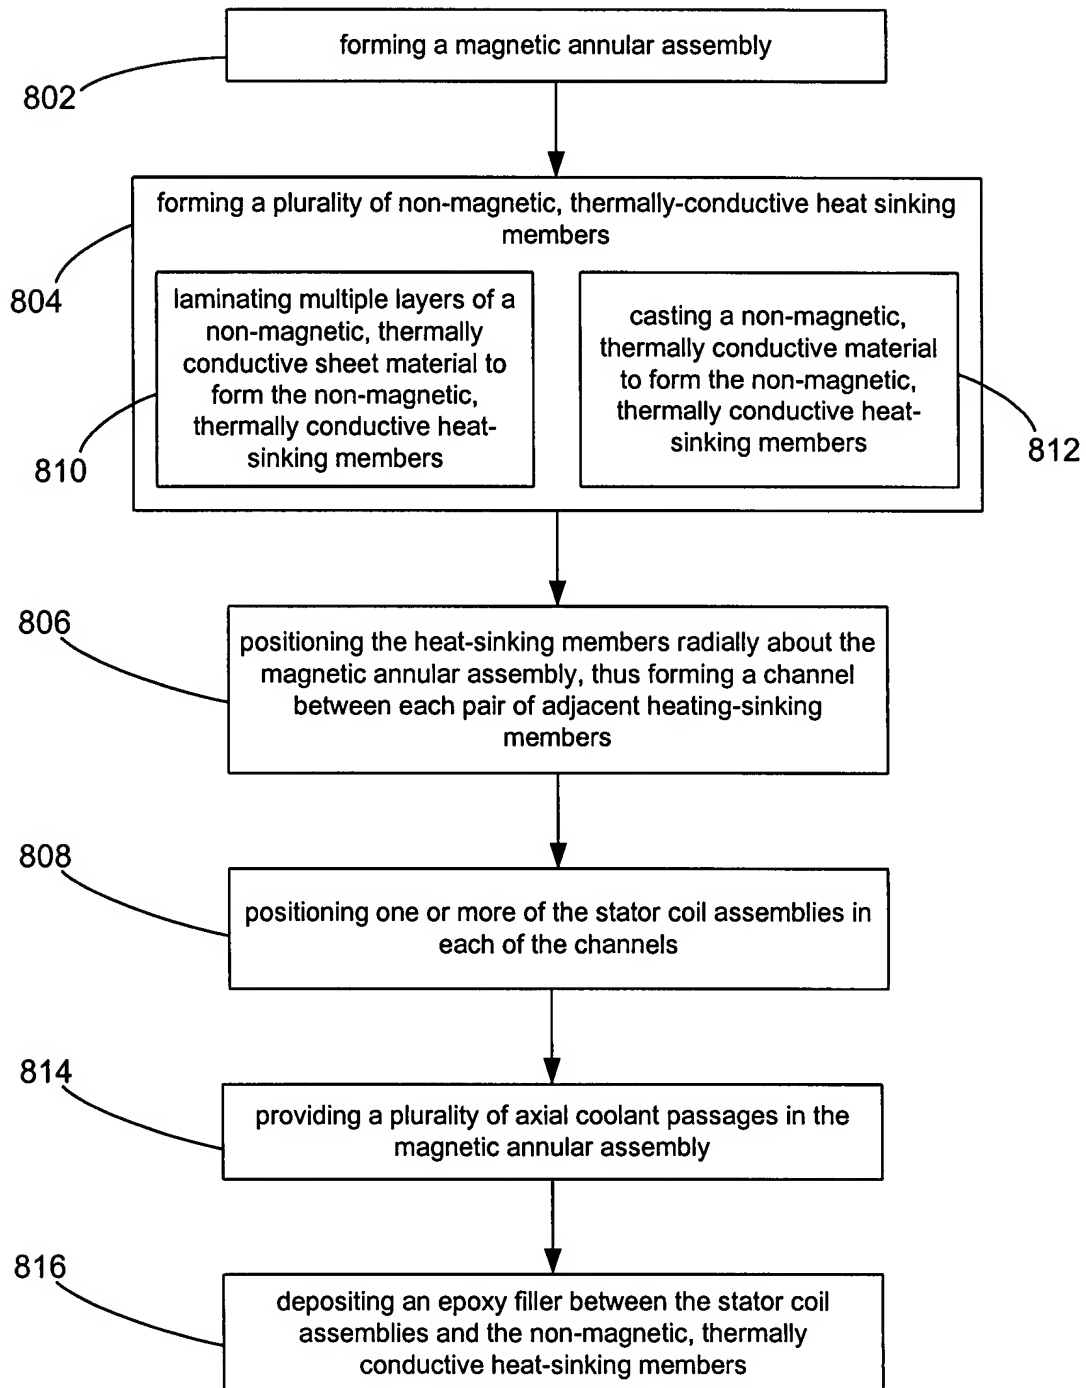 forming a magnetic annular assembly
802
forming a plurality of non-magnetic, thermally-conductive heat sinking
members
804
laminating multiple layers of a
non-magnetic, thermally
conductive sheet material to
form the non-magnetic,
thermally conductive heat-
sinking members
810
casting a non-magnetic,
thermally conductive material
to form the non-magnetic,
thermally conductive heat-
sinking members
812
806
positioning the heat-sinking members radially about the
magnetic annular assembly, thus forming a channel
between each pair of adjacent heating-sinking
members
808
positioning one or more of the stator coil assemblies in
each of the channels
814
providing a plurality of axial coolant passages in the
magnetic annular assembly
816
depositing an epoxy filler between the stator coil
assemblies and the non-magnetic, thermally
conductive heat-sinking members